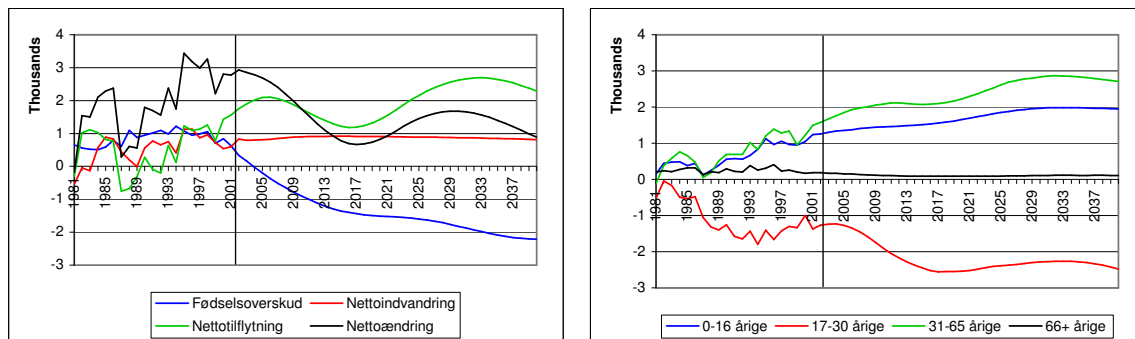 Thousands
4
3
2
1
0
-1
-2
-3
1981 1985 1989 1993 1997 2001 2005 2009 2013 2017 2021 2025 2029 2033 2037
Fødselsoverskud Nettoindvandring
Nettotilflytning Nettoændring
Thousands
4
3
2
1
0
-1
-2
-3
1981 1985 1989 1993 1997 2001 2005 2009 2013 2017 2021 2025 2029 2033 2037
0-16 årige 17-30 årige 31-65 årige 66+ årige